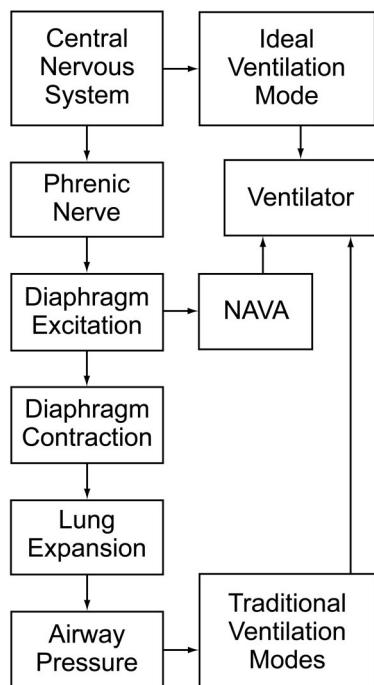 Central
Nervous
System
Ideal
Ventilation
Mode
Phrenic
Nerve
Ventilator
Diaphragm
Excitation
NAVA
Diaphragm
Contraction
Lung
Expansion
Airway
Pressure
Traditional
Ventilation
Modes